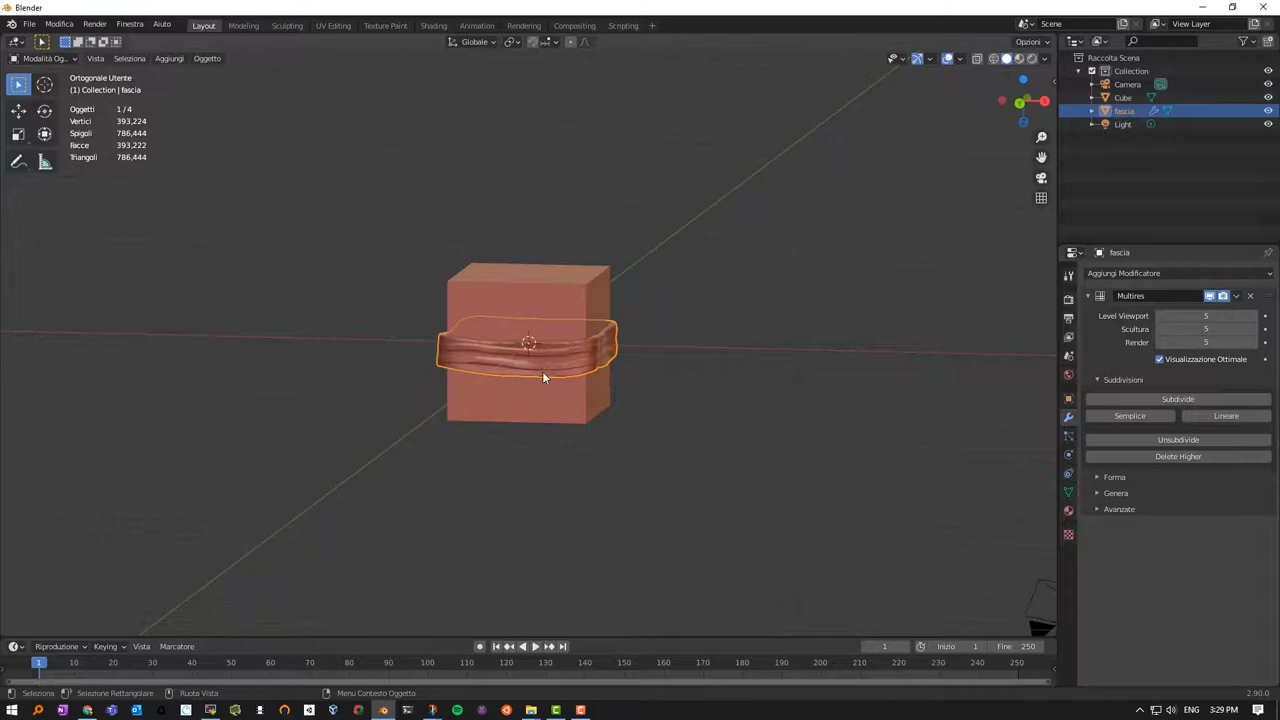 Blender
File Modifica Render Finestra Aiuto Layout Modeling Sculpting UV Editing Texture Paint Shading Animation Rendering Compositing Scripting + Scene View Layer
Globale Opzioni
Modalità Og... Vista Seleziona Aggiungi Oggetto
Ortogonale Utente
(1) Collection | fascia
Oggetti 1/4
Vertici 393,224
Spigoli 786,444
Facce 393,222
Triangoli 786,444
X
Y
Z
Raccolta Scena
Collection
Camera
Cube
fascia
Light
fascia
Aggiungi Modificatore
Multires
Level Viewport 5
Scultura 5
Render 5
Visualizzazione Ottimale
Suddivisioni
Subdivide
Semplice Lineare
Unsubdivide
Delete Higher
Forma
Genera
Avanzate
Riproduzione Keying Vista Marcatore 1 Inizio 1 Fine 250
1 10 20 30 40 50 60 70 80 90 100 110 120 130 140 150 160 170 180 190 200 210 220 230 240 250
Seleziona Selezione Rettangolare Ruota Vista Menu Contesto Oggetto 2.90.0
ENG 3:29 PM